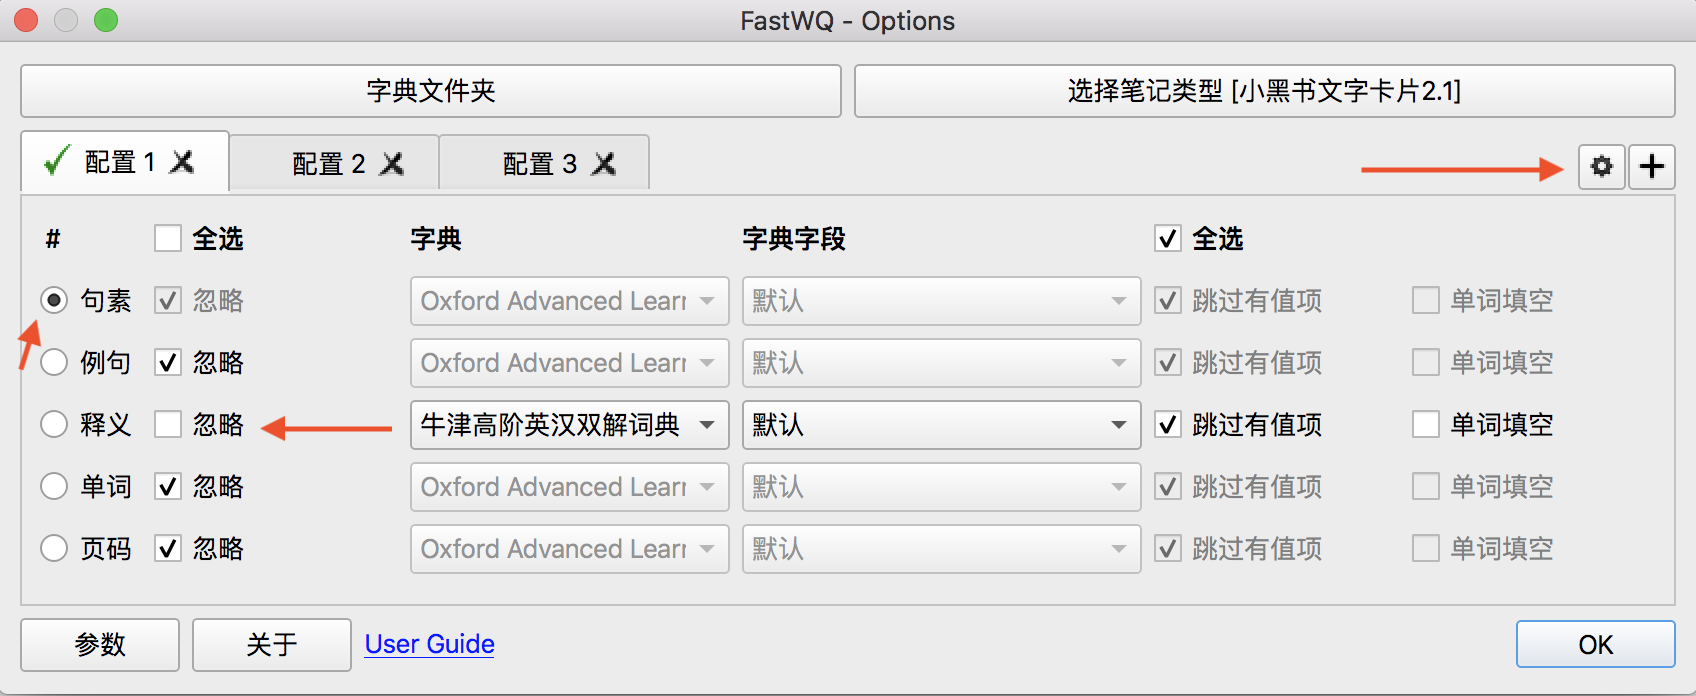 FastWQ - Options
字典文件夹 选择笔记类型 [小黑书文字卡片2.1]
配置 1 配置 2 配置 3
# 全选 字典 字典字段 全选
句素 忽略 Oxford Advanced Lear 默认 跳过有值项 单词填空
例句 忽略 Oxford Advanced Lear 默认 跳过有值项 单词填空
释义 忽略 牛津高阶英汉双解词典 默认 跳过有值项 单词填空
单词 忽略 Oxford Advanced Lear 默认 跳过有值项 单词填空
页码 忽略 Oxford Advanced Lear 默认 跳过有值项 单词填空
参数 关于 User Guide OK